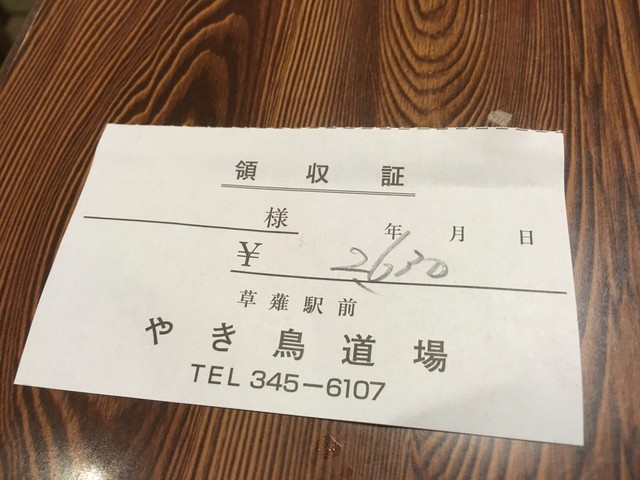 領収証
様 年 月 日
¥ 2630
草薙駅前
やき鳥道場
TEL 345-6107